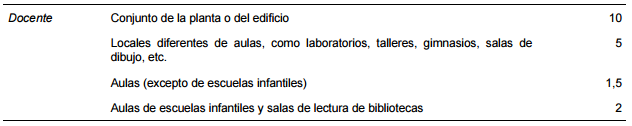 Docente Conjunto de la planta o del edificio 10
Locales diferentes de aulas, como laboratorios, talleres, gimnasios, salas de 5
dibujo, etc.
Aulas (excepto de escuelas infantiles) 1,5
Aulas de escuelas infantiles y salas de lectura de bibliotecas 2